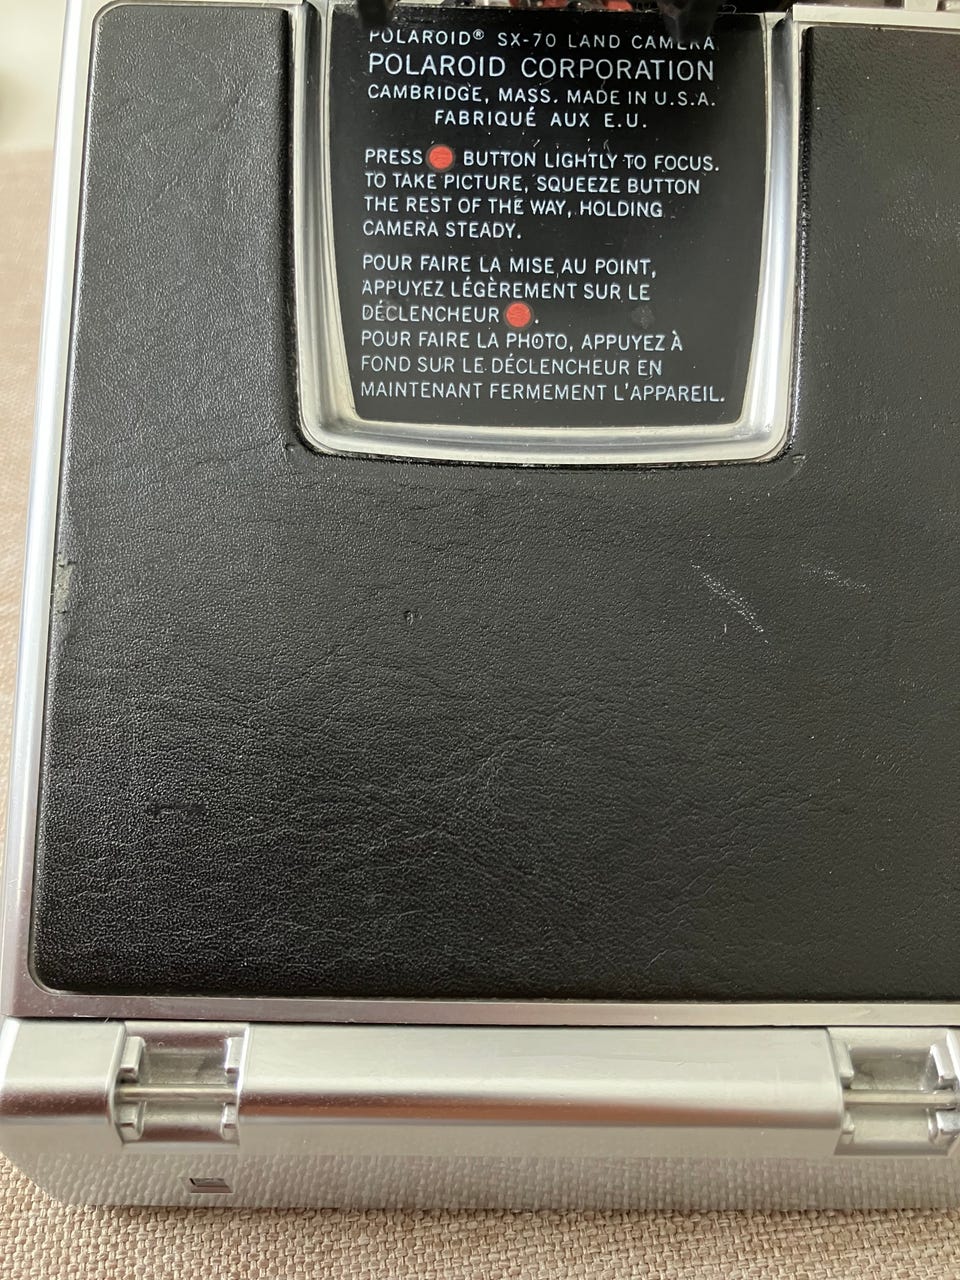 POLAROID® SX-70 LAND CAMERA
POLAROID CORPORATION
CAMBRIDGE, MASS. MADE IN U.S.A.
FABRIQUÉ AUX E.U.
PRESS BUTTON LIGHTLY TO FOCUS.
TO TAKE PICTURE, SQUEEZE BUTTON
THE REST OF THE WAY, HOLDING
CAMERA STEADY.
POUR FAIRE LA MISE AU POINT,
APPUYEZ LÉGÈREMENT SUR LE
DÉCLENCHEUR .
POUR FAIRE LA PHOTO, APPUYEZ À
FOND SUR LE DÉCLENCHEUR EN
MAINTENANT FERMEMENT L'APPAREIL.